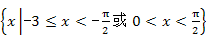 {x|−3 ≤ x < −π/2 或 0 < x < π/2}